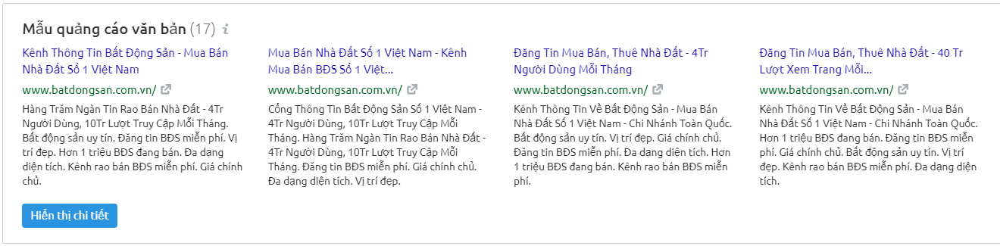 Mẫu quảng cáo văn bản (17) i
Kênh Thông Tin Bất Động Sản - Mua Bán
Nhà Đất Số 1 Việt Nam
www.batdongsan.com.vn/
Hàng Trăm Ngàn Tin Rao Bán Nhà Đất - 4Tr
Người Dùng, 10Tr Lượt Truy Cập Mỗi Tháng.
Bất động sản uy tín. Đăng tin BĐS miễn phí. Vị
trí đẹp. Hơn 1 triệu BĐS đang bán. Đa dạng
diện tích. Kênh rao bán BĐS miễn phí. Giá chính
chủ.
Mua Bán Nhà Đất Số 1 Việt Nam - Kênh
Mua Bán BĐS Số 1 Việt...
www.batdongsan.com.vn/
Cổng Thông Tin Bất Động Sản Số 1 Việt Nam -
4Tr Người Dùng, 10Tr Lượt Truy Cập Mỗi
Tháng. Hàng Trăm Ngàn Tin Rao Bán Nhà Đất -
4Tr Người Dùng, 10Tr Lượt Truy Cập Mỗi
Tháng. Đăng tin BĐS miễn phí. Giá chính chủ.
Đa dạng diện tích. Vị trí đẹp.
Đăng Tin Mua Bán, Thuê Nhà Đất - 4Tr
Người Dùng Mỗi Tháng
www.batdongsan.com.vn/
Kênh Thông Tin Về Bất Động Sản - Mua Bán
Nhà Đất Số 1 Việt Nam - Chi Nhánh Toàn Quốc.
Bất động sản uy tín. Vị trí đẹp. Giá chính chủ.
Đăng tin BĐS miễn phí. Đa dạng diện tích. Hơn
1 triệu BĐS đang bán. Kênh rao bán BĐS miễn
phí.
Đăng Tin Mua Bán, Thuê Nhà Đất - 40 Tr
Lượt Xem Trang Mỗi...
www.batdongsan.com.vn/
Kênh Thông Tin Về Bất Động Sản - Mua Bán
Nhà Đất Số 1 Việt Nam - Chi Nhánh Toàn Quốc.
Hơn 1 triệu BĐS đang bán. Đăng tin BĐS miễn
phí. Giá chính chủ. Bất động sản uy tín. Vị trí
đẹp. Kênh rao bán BĐS miễn phí. Đa dạng diện
tích.
Hiển thị chi tiết